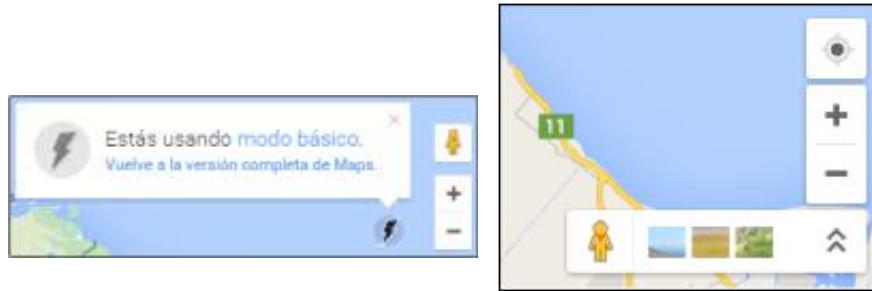 Estás usando modo básico.
Vuelve a la versión completa de Maps.
11